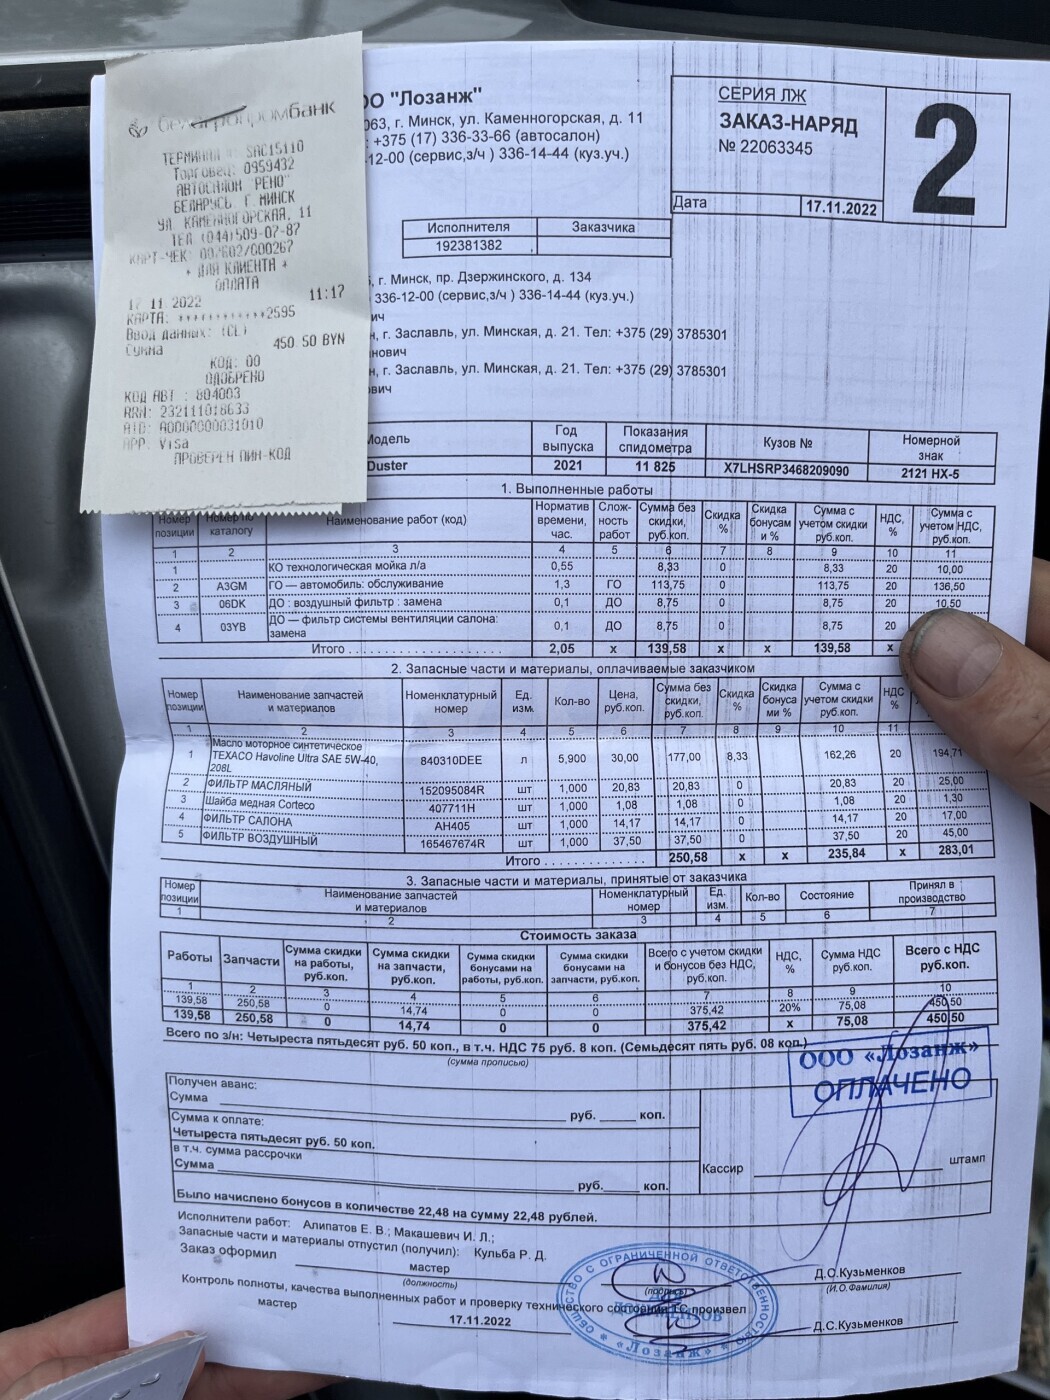 белагропромбанк
ТЕРМИНАЛ : SAC15110
Торговец: 0959432
АВТОСАЛОН "РЕНО"
БЕЛАРУСЬ Г МИНСК
УЛ. КАМЕННОГОРСКАЯ, 11
ТЕЛ (044)509-07-87
КАРТ-ЧЕК: 002602/000267
* ДЛЯ КЛИЕНТА *
ОПЛАТА
17 11 2022 11:17
КАРТА: ************2595
Ввод данных: (CL)
Сумма 450.50 BYN
КОД: 00
ОДОБРЕНО
КОД АВТ : 804003
RRN: 232111018633
AID: A0000000031010
APP: Visa
ПРОВЕРЕН ПИН-КОД
ОО "Лозанж"
063, г. Минск, ул. Каменногорская, д. 11
: +375 (17) 336-33-66 (автосалон)
-12-00 (сервис,з/ч ) 336-14-44 (куз.уч.)
СЕРИЯ ЛЖ
ЗАКАЗ-НАРЯД
№ 22063345
2
Дата 17.11.2022
Исполнителя Заказчика
192381382
, г. Минск, пр. Дзержинского, д. 134
336-12-00 (сервис,з/ч ) 336-14-44 (куз.уч.)
ич
н, г. Заславль, ул. Минская, д. 21. Тел: +375 (29) 3785301
нович
н, г. Заславль, ул. Минская, д. 21. Тел: +375 (29) 3785301
вич
Модель Год выпуска Показания спидометра Кузов № Номерной знак
Duster 2021 11 825 X7LHSRP3468209090 2121 HX-5
1. Выполненные работы
Номер позиции Номер по каталогу Наименование работ (код) Норматив времени, час. Слож-ность работ Сумма без скидки, руб.коп. Скидка % Скидка бонусам и % Сумма с учетом скидки руб.коп. НДС, % Сумма с учетом НДС, руб.коп.
1 2 3 4 5 6 7 8 9 10 11
1 КО технологическая мойка л/а 0,55 8,33 0 8,33 20 10,00
2 A3GM ГО — автомобиль: обслуживание 1,3 ГО 113,75 0 113,75 20 136,50
3 06DK ДО : воздушный фильтр : замена 0,1 ДО 8,75 0 8,75 20 10,50
4 03YB ДО — фильтр системы вентиляции салона: замена 0,1 ДО 8,75 0 8,75 20
Итого . . . . . . . . . . . . . . . . . . . . . 2,05 x 139,58 x x 139,58 x
2. Запасные части и материалы, оплачиваемые заказчиком
Номер позиции Наименование запчастей и материалов Номенклатурный номер Ед. изм. Кол-во Цена, руб.коп. Сумма без скидки, руб.коп. Скидка % Скидка бонуса ми % Сумма с учетом скидки руб.коп. НДС %
1 2 3 4 5 6 7 8 9 10 11
1 Масло моторное синтетическое TEXACO Havoline Ultra SAE 5W-40, 208L 840310DEE л 5,900 30,00 177,00 8,33 162,26 20 194,71
2 ФИЛЬТР МАСЛЯНЫЙ 152095084R шт 1,000 20,83 20,83 0 20,83 20 25,00
3 Шайба медная Corteco 407711H шт 1,000 1,08 1,08 0 1,08 20 1,30
4 ФИЛЬТР САЛОНА AH405 шт 1,000 14,17 14,17 0 14,17 20 17,00
5 ФИЛЬТР ВОЗДУШНЫЙ 165467674R шт 1,000 37,50 37,50 0 37,50 20 45,00
Итого . . . . . . . . . . . . . . 250,58 x x 235,84 x 283,01
3. Запасные части и материалы, принятые от заказчика
Номер позиции Наименование запчастей и материалов Номенклатурный номер Ед. изм. Кол-во Состояние Принял в производство
1 2 3 4 5 6 7
Стоимость заказа
Работы Запчасти Сумма скидки на работы, руб.коп. Сумма скидки на запчасти, руб.коп. Сумма скидки бонусами на работы, руб.коп. Сумма скидки бонусами на запчасти, руб.коп. Всего с учетом скидки и бонусов без НДС, руб.коп. НДС, % Сумма НДС руб.коп. Всего с НДС руб.коп.
1 2 3 4 5 6 7 8 9 10
139,58 250,58 0 14,74 0 0 375,42 20% 75,08 450,50
139,58 250,58 0 14,74 0 0 375,42 x 75,08 450,50
Всего по з/н: Четыреста пятьдесят руб. 50 коп., в т.ч. НДС 75 руб. 8 коп. (Семьдесят пять руб. 08 коп.)
(сумма прописью)
ООО «Лозанж»
ОПЛАЧЕНО
Получен аванс:
Сумма руб. коп.
Сумма к оплате:
Четыреста пятьдесят руб. 50 коп.
в т.ч. сумма рассрочки
Сумма руб. коп.
Кассир штамп
Было начислено бонусов в количестве 22,48 на сумму 22,48 рублей.
Исполнители работ: Алипатов Е. В.; Макашевич И. Л.;
Запасные части и материалы отпустил (получил): Кульба Р. Д.
Заказ оформил мастер Д.С.Кузьменков
(должность) (подпись) (И.О.Фамилия)
Контроль полноты, качества выполненных работ и проверку технического состояния ТС произвел
мастер 17.11.2022 Д.С.Кузьменков
ОБЩЕСТВО С ОГРАНИЧЕННОЙ ОТВЕТСТВЕННОСТЬЮ
«Лозанж»